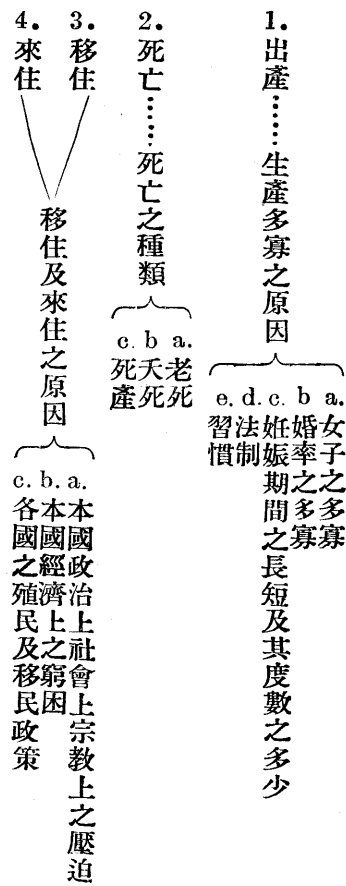 1. 出產……生產多寡之原因
a. 女子之多寡
b 婚率之多寡
c. 姙娠期間之長短及其度數之多少
d. 法制
e. 習慣
2. 死亡……死亡之種類
a. 老死
b 夭死
c. 死產
3. 移住
4. 來住
移住及來住之原因
a. 本國政治上社會上宗教上之壓迫
b. 本國經濟上之窮困
c. 各國之殖民及移民政策